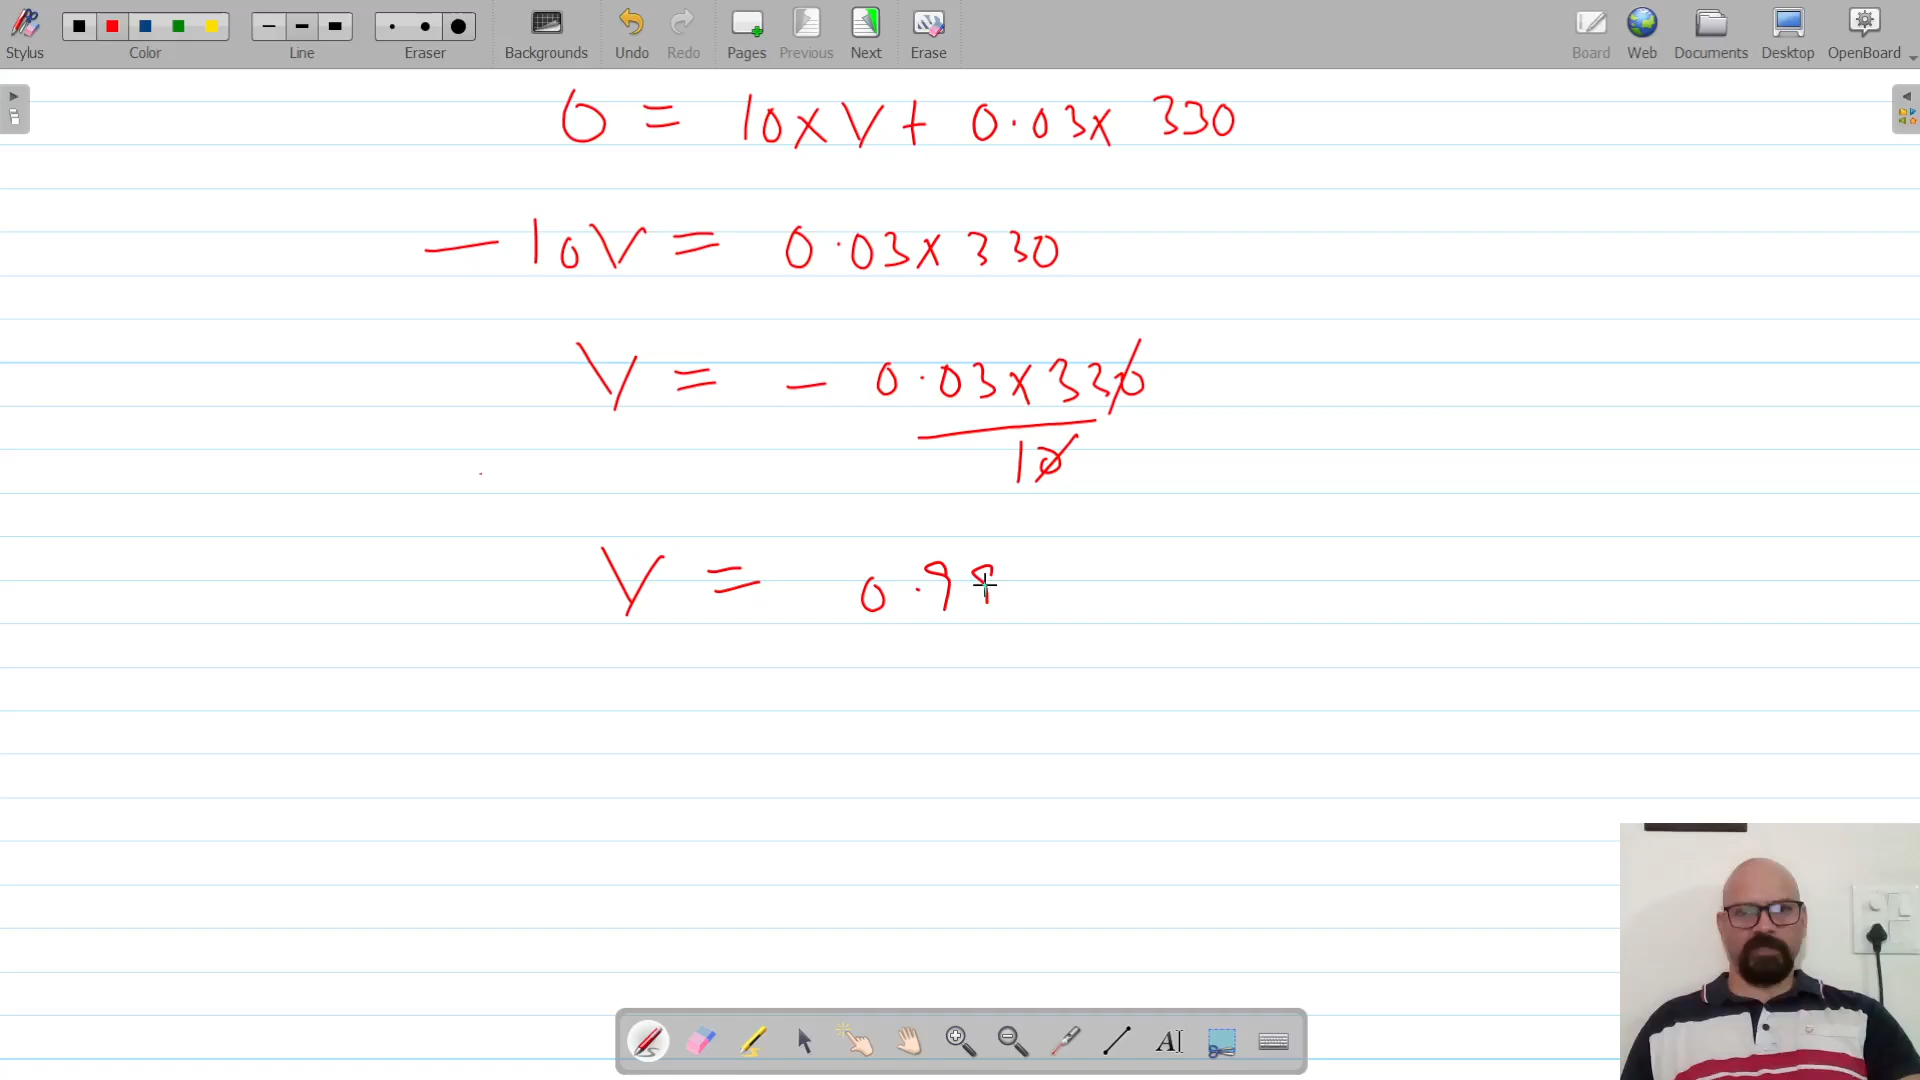 Stylus Color Line Eraser Backgrounds Undo Redo Pages Previous Next Erase Board Web Documents Desktop OpenBoard
0 = 10 x V + 0.03 x 330
— 10V = 0.03 x 330
V = - 0.03 x 330
10
V = 0.99